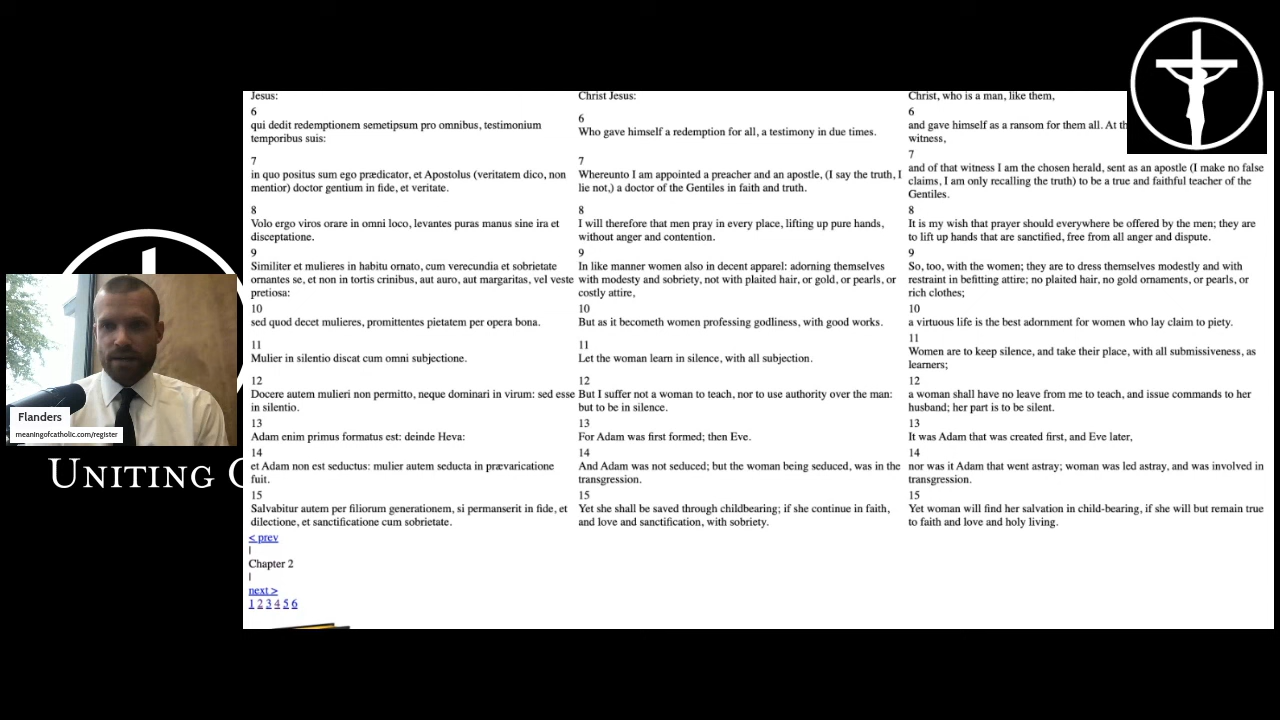 Jesus:
6
qui dedit redemptionem semetipsum pro omnibus, testimonium
temporibus suis:
7
in quo positus sum ego prædicator, et Apostolus (veritatem dico, non
mentior) doctor gentium in fide, et veritate.
8
Volo ergo viros orare in omni loco, levantes puras manus sine ira et
disceptatione.
9
Similiter et mulieres in habitu ornato, cum verecundia et sobrietate
ornantes se, et non in tortis crinibus, aut auro, aut margaritas, vel veste
pretiosa:
10
sed quod decet mulieres, promittentes pietatem per opera bona.
11
Mulier in silentio discat cum omni subjectione.
12
Docere autem mulieri non permitto, neque dominari in virum: sed esse
in silentio.
13
Adam enim primus formatus est: deinde Heva:
14
et Adam non est seductus: mulier autem seducta in prævaricatione
fuit.
15
Salvabitur autem per filiorum generationem, si permanserit in fide, et
dilectione, et sanctificatione cum sobrietate.
< prev
|
Chapter 2
|
next >
1 2 3 4 5 6
Christ Jesus:
6
Who gave himself a redemption for all, a testimony in due times.
7
Whereunto I am appointed a preacher and an apostle, (I say the truth, I
lie not,) a doctor of the Gentiles in faith and truth.
8
I will therefore that men pray in every place, lifting up pure hands,
without anger and contention.
9
In like manner women also in decent apparel: adorning themselves
with modesty and sobriety, not with plaited hair, or gold, or pearls, or
costly attire,
10
But as it becometh women professing godliness, with good works.
11
Let the woman learn in silence, with all subjection.
12
But I suffer not a woman to teach, nor to use authority over the man:
but to be in silence.
13
For Adam was first formed; then Eve.
14
And Adam was not seduced; but the woman being seduced, was in the
transgression.
15
Yet she shall be saved through childbearing; if she continue in faith,
and love and sanctification, with sobriety.
Christ, who is a man, like them,
6
and gave himself as a ransom for them all. At th
witness,
7
and of that witness I am the chosen herald, sent as an apostle (I make no false
claims, I am only recalling the truth) to be a true and faithful teacher of the
Gentiles.
8
It is my wish that prayer should everywhere be offered by the men; they are
to lift up hands that are sanctified, free from all anger and dispute.
9
So, too, with the women; they are to dress themselves modestly and with
restraint in befitting attire; no plaited hair, no gold ornaments, or pearls, or
rich clothes;
10
a virtuous life is the best adornment for women who lay claim to piety.
11
Women are to keep silence, and take their place, with all submissiveness, as
learners;
12
a woman shall have no leave from me to teach, and issue commands to her
husband; her part is to be silent.
13
It was Adam that was created first, and Eve later,
14
nor was it Adam that went astray; woman was led astray, and was involved in
transgression.
15
Yet woman will find her salvation in child-bearing, if she will but remain true
to faith and love and holy living.
Flanders
meaningofcatholic.com/register
UNITING